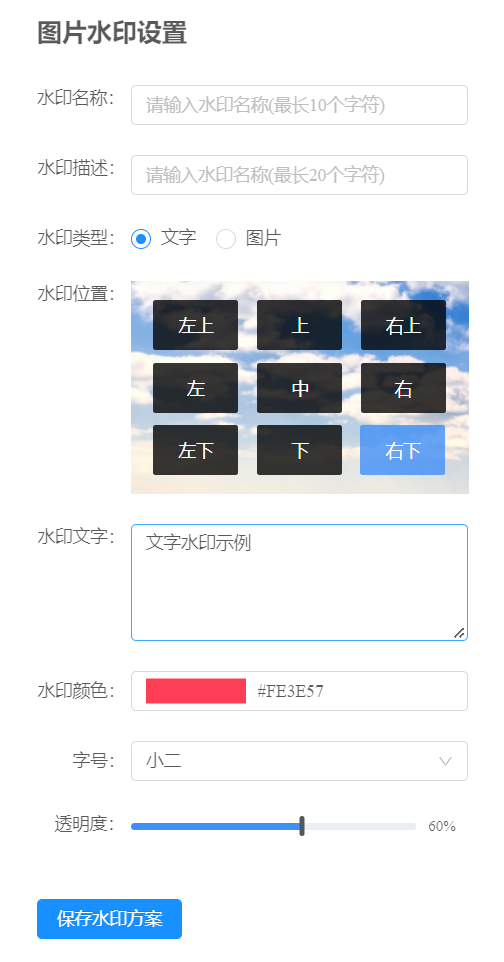 图片水印设置
水印名称: 请输入水印名称(最长10个字符)
水印描述: 请输入水印名称(最长20个字符)
水印类型: 文字 图片
水印位置:
左上 上 右上
左 中 右
左下 下 右下
水印文字: 文字水印示例
水印颜色: #FE3E57
字号: 小二
透明度: 60%
保存水印方案